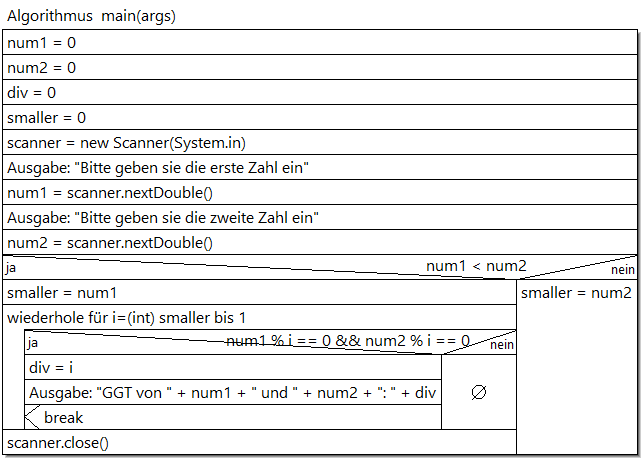 Algorithmus main(args)
num1 = 0
num2 = 0
div = 0
smaller = 0
scanner = new Scanner(System.in)
Ausgabe: "Bitte geben sie die erste Zahl ein"
num1 = scanner.nextDouble()
Ausgabe: "Bitte geben sie die zweite Zahl ein"
num2 = scanner.nextDouble()
num1 < num2
ja
nein
smaller = num1
smaller = num2
wiederhole für i=(int) smaller bis 1
num1 % i == 0 && num2 % i == 0
ja
nein
div = i
Ausgabe: "GGT von " + num1 + " und " + num2 + ": " + div
∅
break
scanner.close()